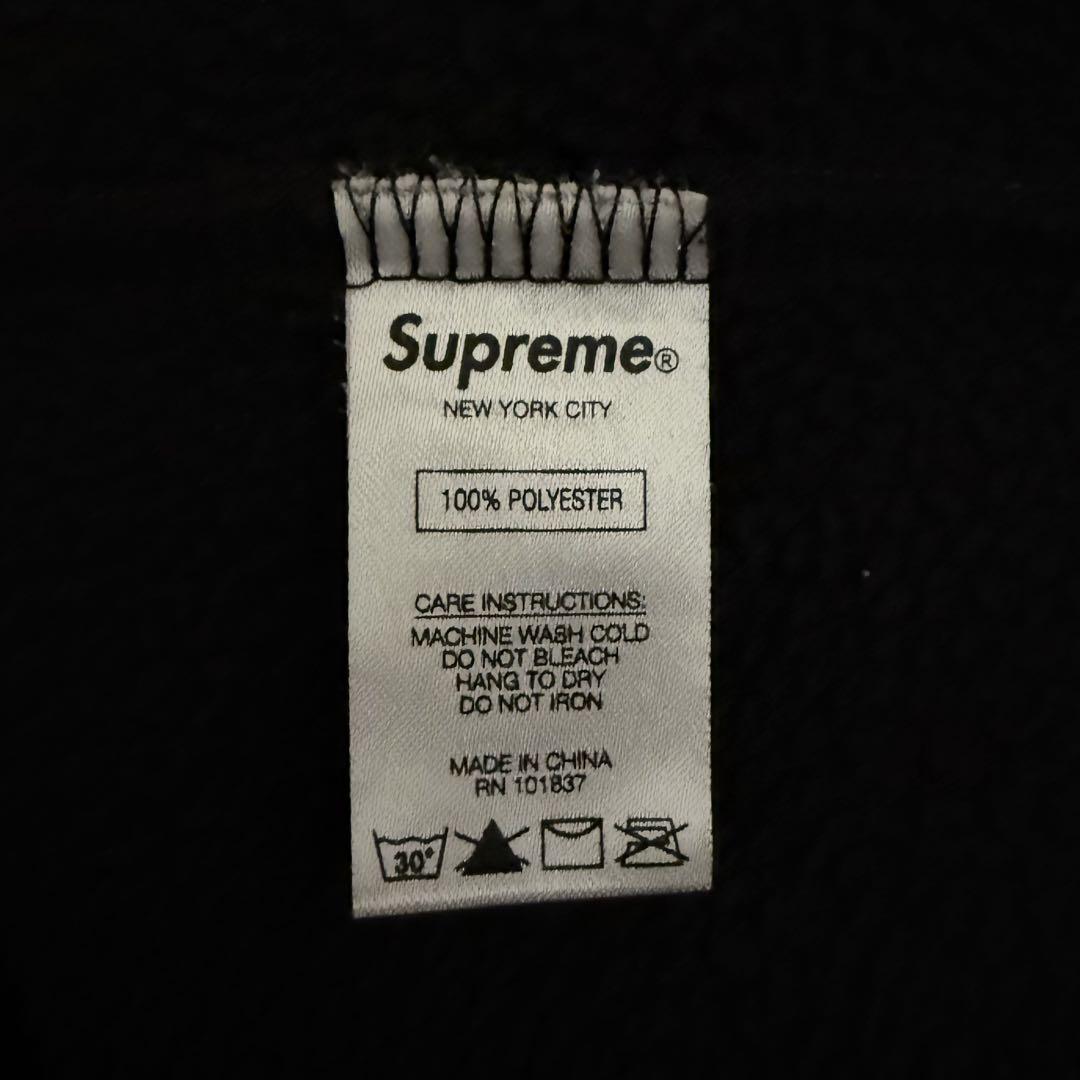 Supreme®
NEW YORK CITY
100% POLYESTER
CARE INSTRUCTIONS:
MACHINE WASH COLD
DO NOT BLEACH
HANG TO DRY
DO NOT IRON
MADE IN CHINA
RN 101837
30°